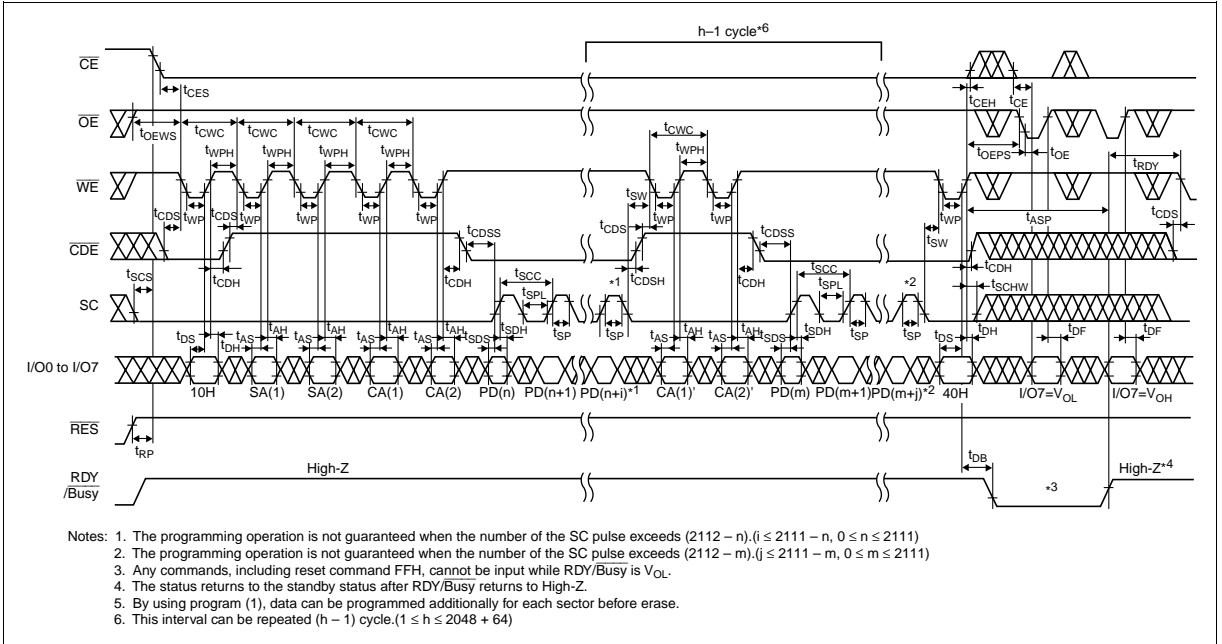 h–1 cycle*6
CE
tCES
tCEH tCE
OE
tOEWS tCWC tCWC tCWC tCWC tCWC
tWPH tWPH tWPH tWPH tWPH
tOEPS tOE
tRDY
WE
tWP tWP tWP tWP tWP tSW tWP tWP tWP
tCDS tCDS tCDS tSW tASP tCDS
CDE
tCDH tCDH tCDSS tCDSH tCDH tCDSS tCDH
tSCS tSCC *1 tSCC *2 tSCHW
SC
tSPL tSPL
tSP tSP tSP tSP
tDS tDH tAS tAH tAS tAH tAS tAH tAS tAH tSDS tSDH tAS tAH tAS tAH tSDS tSDH tDS tDH tDF tDF
I/O0 to I/O7
10H SA(1) SA(2) CA(1) CA(2) PD(n) PD(n+1) PD(n+i)*1 CA(1)' CA(2)' PD(m) PD(m+1) PD(m+j)*2 40H I/O7=VOL I/O7=VOH
RES
tRP
tDB
RDY
/Busy
High-Z *3 High-Z*4
Notes: 1. The programming operation is not guaranteed when the number of the SC pulse exceeds (2112 – n).(i ≤ 2111 – n, 0 ≤ n ≤ 2111)
2. The programming operation is not guaranteed when the number of the SC pulse exceeds (2112 – m).(j ≤ 2111 – m, 0 ≤ m ≤ 2111)
3. Any commands, including reset command FFH, cannot be input while RDY/Busy is VOL.
4. The status returns to the standby status after RDY/Busy returns to High-Z.
5. By using program (1), data can be programmed additionally for each sector before erase.
6. This interval can be repeated (h – 1) cycle.(1 ≤ h ≤ 2048 + 64)